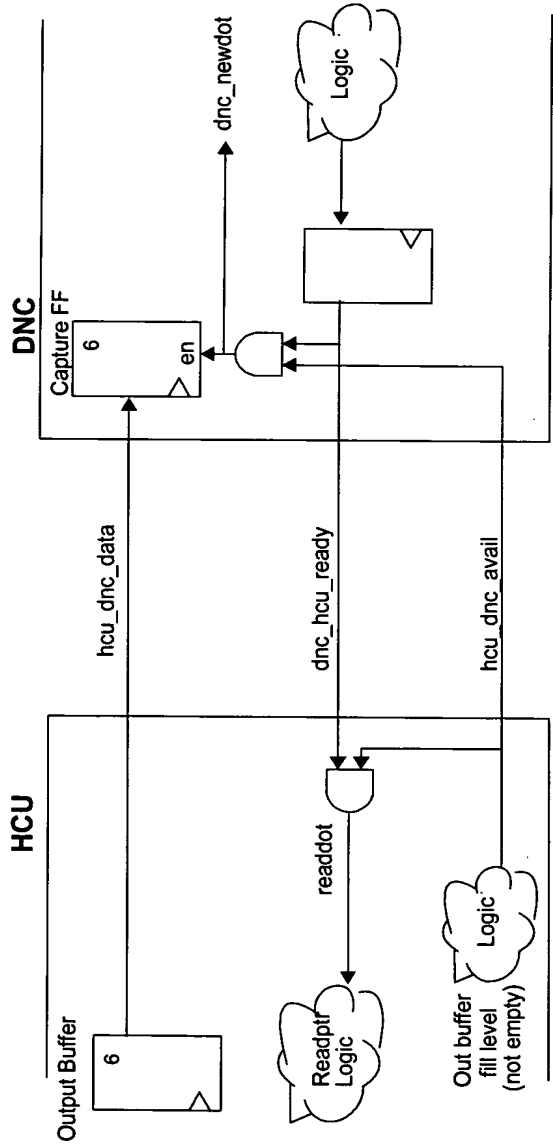 HCU
DNC
Output Buffer
6
hcu_dnc_data
Capture FF
6
en
dnc_newdot
Readptr
Logic
readdot
dnc_hcu_ready
Logic
Out buffer
fill level
(not empty)
Logic
hcu_dnc_avail